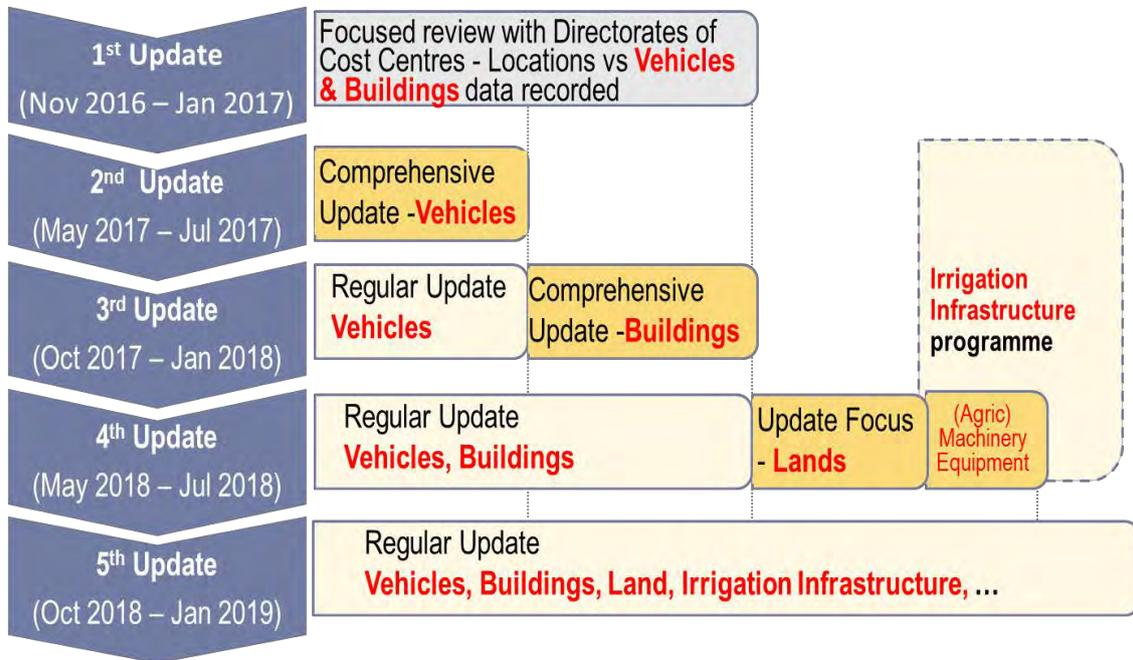 1st Update
(Nov 2016 – Jan 2017)
Focused review with Directorates of
Cost Centres - Locations vs Vehicles
& Buildings data recorded
2nd Update
(May 2017 – Jul 2017)
Comprehensive
Update -Vehicles
3rd Update
(Oct 2017 – Jan 2018)
Regular Update
Vehicles
Comprehensive
Update -Buildings
Irrigation
Infrastructure
programme
4th Update
(May 2018 – Jul 2018)
Regular Update
Vehicles, Buildings
Update Focus
- Lands
(Agric)
Machinery
Equipment
5th Update
(Oct 2018 – Jan 2019)
Regular Update
Vehicles, Buildings, Land, Irrigation Infrastructure, ...